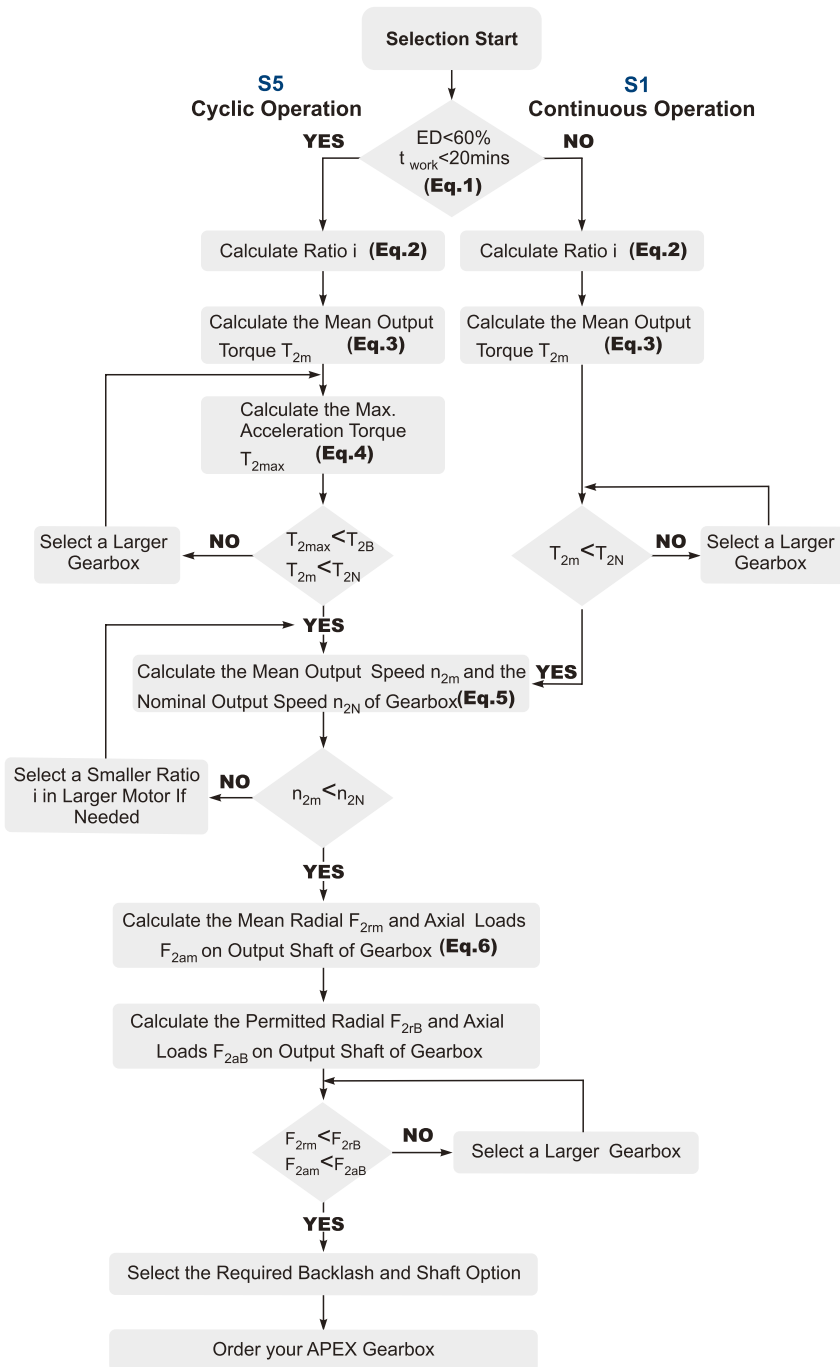 Selection Start
S5
Cyclic Operation
S1
Continuous Operation
YES
ED<60%
t work<20mins
(Eq.1)
NO
Calculate Ratio i (Eq.2)
Calculate Ratio i (Eq.2)
Calculate the Mean Output
Torque T2m (Eq.3)
Calculate the Mean Output
Torque T2m (Eq.3)
Calculate the Max.
Acceleration Torque
T2max (Eq.4)
Select a Larger
Gearbox
NO
T2max<T2B
T2m<T2N
T2m<T2N
NO
Select a Larger
Gearbox
YES
Calculate the Mean Output Speed n2m and the
Nominal Output Speed n2N of Gearbox(Eq.5)
YES
Select a Smaller Ratio
i in Larger Motor If
Needed
NO
n2m<n2N
YES
Calculate the Mean Radial F2rm and Axial Loads
F2am on Output Shaft of Gearbox (Eq.6)
Calculate the Permitted Radial F2rB and Axial
Loads F2aB on Output Shaft of Gearbox
F2rm<F2rB
F2am<F2aB
NO
Select a Larger Gearbox
YES
Select the Required Backlash and Shaft Option
Order your APEX Gearbox